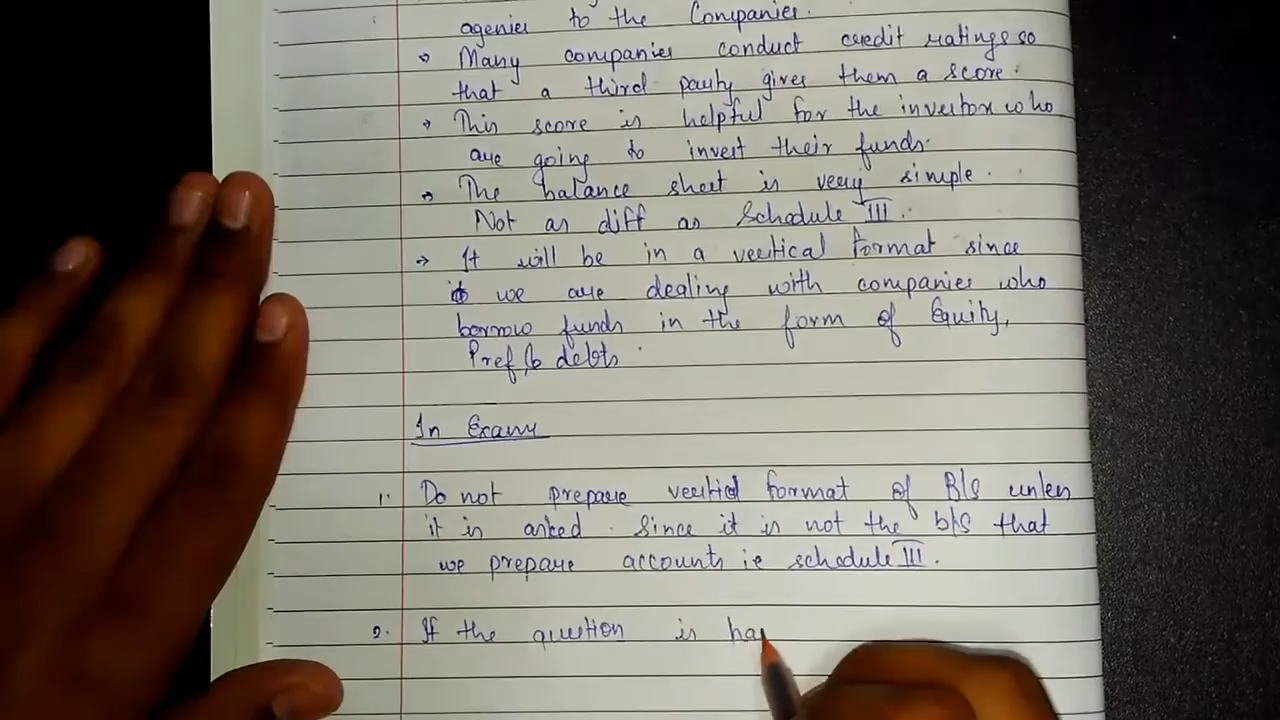 agenies to the Companies.
→ Many companies conduct credit ratings so
that a third party gives them a score.
→ This score is helpful for the investor who
are going to invest their funds.
→ The balance sheet is very simple.
Not as diff as Schedule III.
→ It will be in a vertical format since
we are dealing with companies who
borrow funds in the form of Equity,
Pref & debts.
In Exam
1. Do not prepare vertical format of B/S unless
it is asked. Since it is not the b/s that
we prepare accounts ie schedule III.
2. If the question is ha